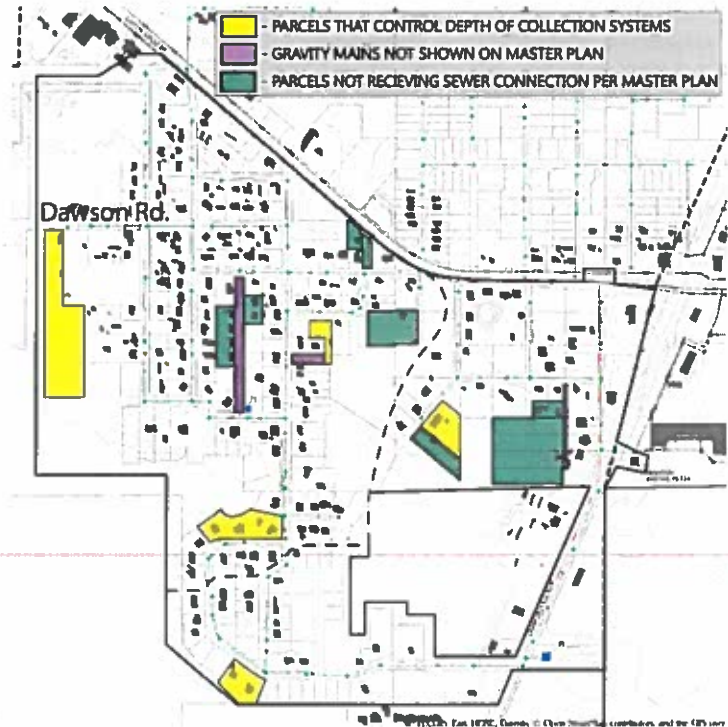 - PARCELS THAT CONTROL DEPTH OF COLLECTION SYSTEMS
- GRAVITY MAINS NOT SHOWN ON MASTER PLAN
- PARCELS NOT RECIEVING SEWER CONNECTION PER MASTER PLAN
Dawson Rd.